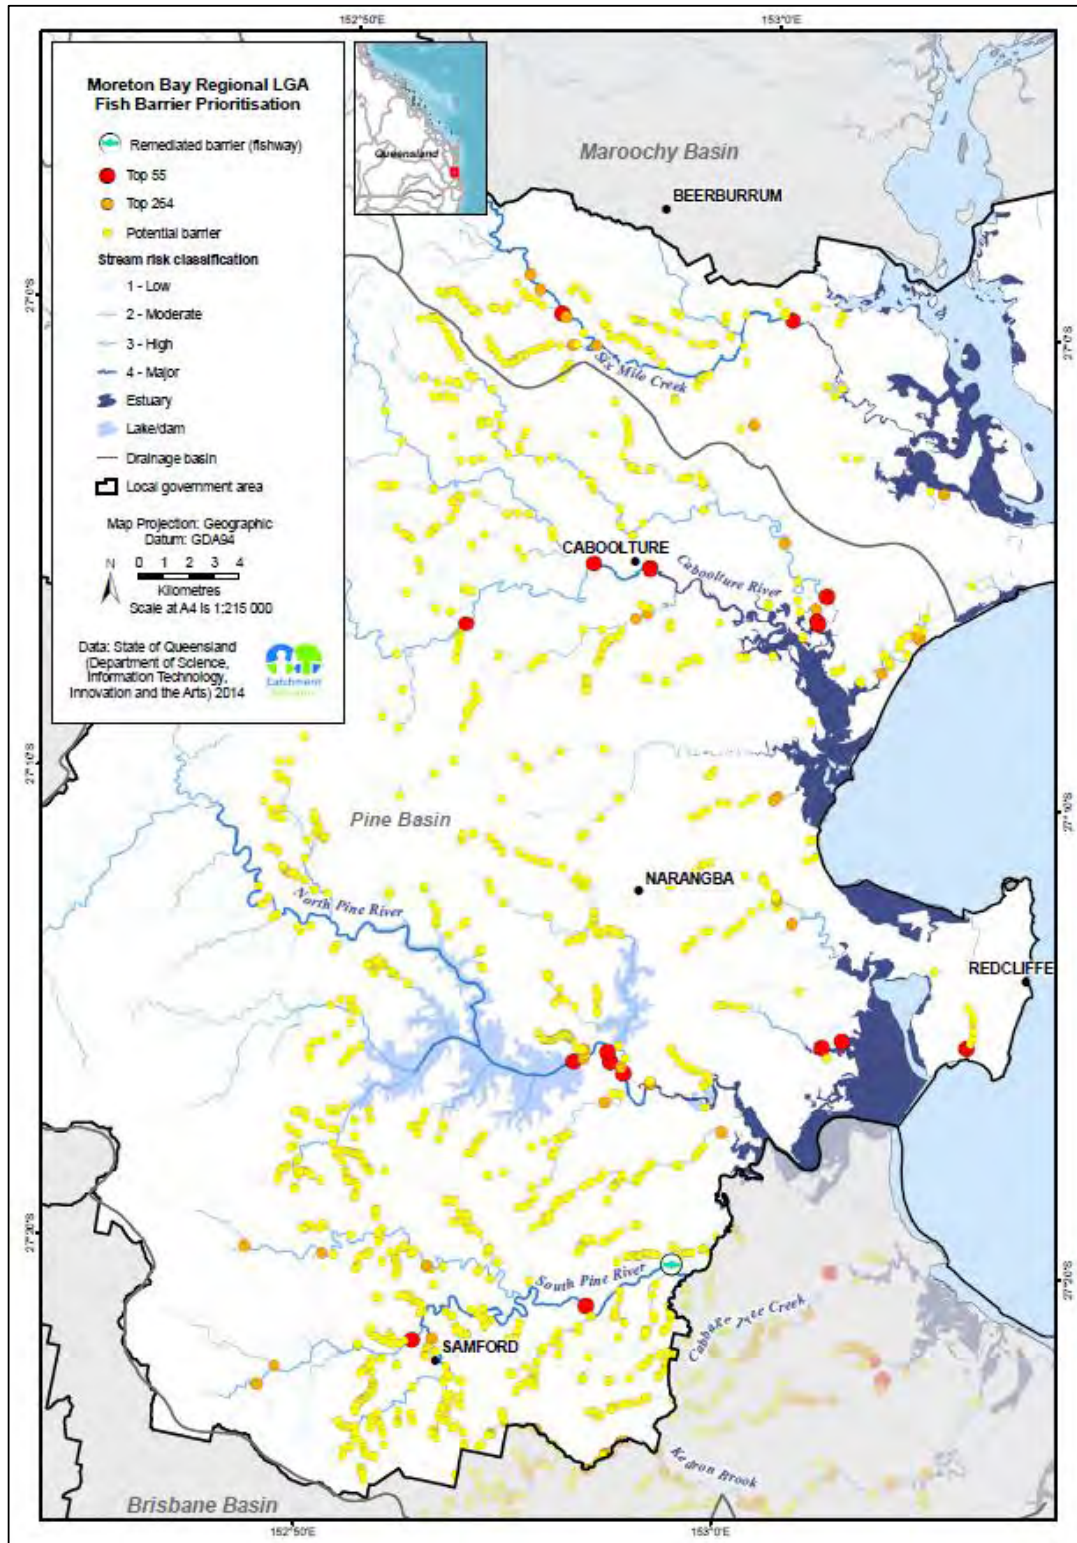 152°50'E
153°0'E
Moreton Bay Regional LGA
Fish Barrier Prioritisation
Remediated barrier (fishway)
Top 55
Top 264
Potential barrier
Stream risk classification
1 - Low
2 - Moderate
3 - High
4 - Major
Estuary
Lake/dam
Drainage basin
Local government area
Map Projection: Geographic
Datum: GDA94
N
0 1 2 3 4
Kilometres
Scale at A4 is 1:215 000
Data: State of Queensland
(Department of Science,
Information Technology,
Innovation and the Arts) 2014
Catchment
Queensland
Maroochy Basin
BEERBURRUM
27°0'S
27°0'S
Six Mile Creek
CABOOLTURE
Caboolture River
27°10'S
27°10'S
Pine Basin
NARANGBA
North Pine River
REDCLIFFE
27°20'S
27°20'S
South Pine River
Cabbage Tree Creek
SAMFORD
Kedron Brook
Brisbane Basin
152°50'E
153°0'E